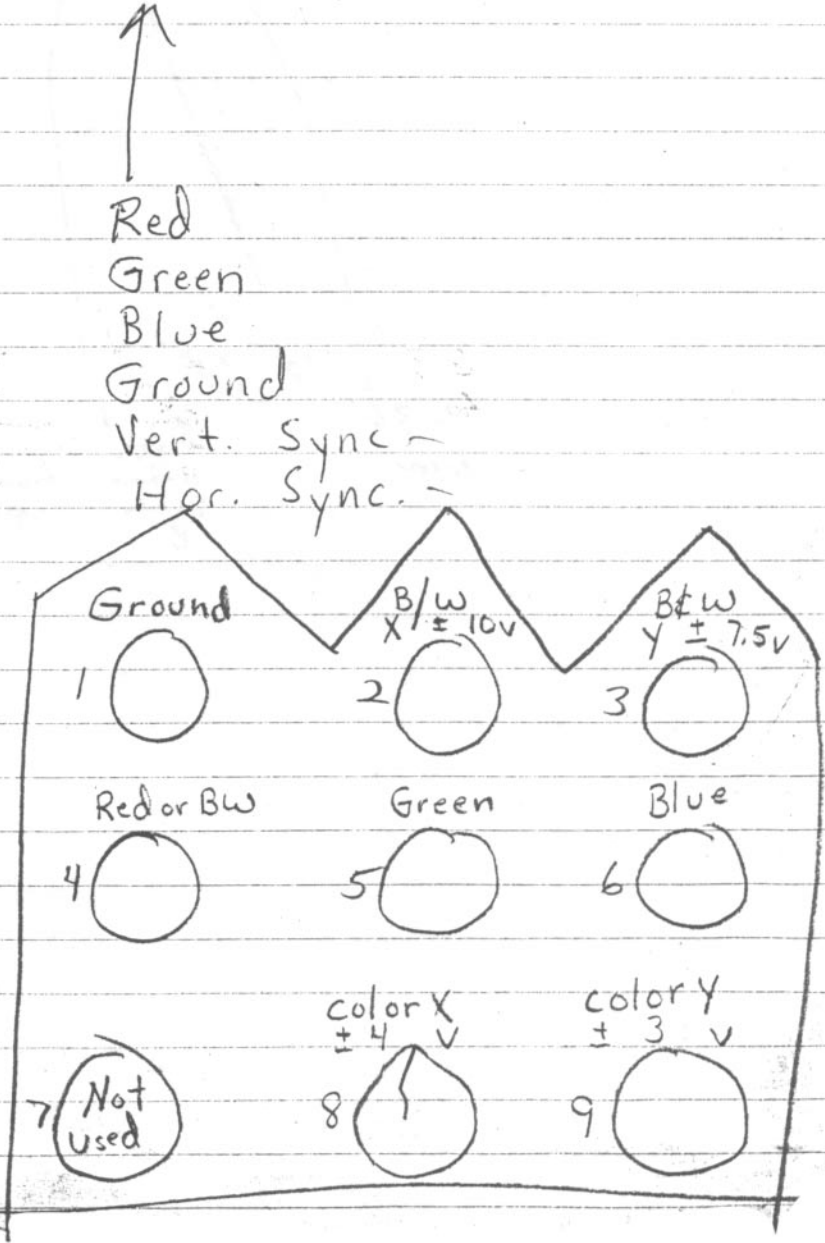 Red
Green
Blue
Ground
Vert. Sync -
Hor. Sync. -
Ground B/W B&W
X ± 10v Y ± 7.5v
1 2 3
Red or BW Green Blue
4 5 6
color X color Y
± 4 v ± 3 v
7 Not used 8 9